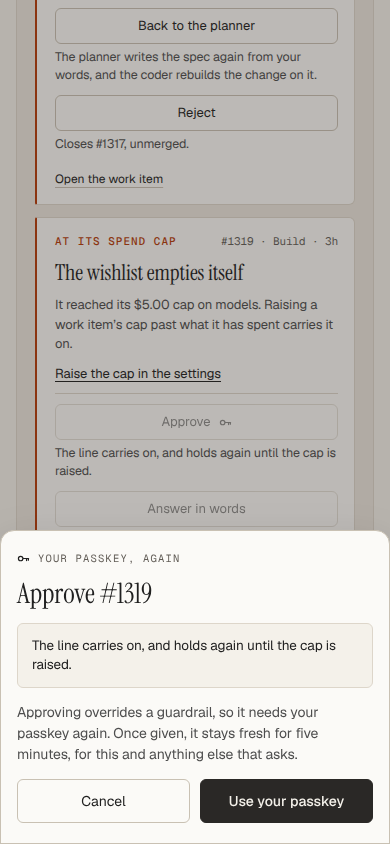 Back to the planner
The planner writes the spec again from your
words, and the coder rebuilds the change on it.
Reject
Closes #1317, unmerged.
Open the work item
AT ITS SPEND CAP
#1319 · Build · 3h
The wishlist empties itself
It reached its $5.00 cap on models. Raising a
work item's cap past what it has spent carries it
on.
Raise the cap in the settings
Approve
The line carries on, and holds again until the cap is
raised.
Answer in words
YOUR PASSKEY, AGAIN
Approve #1319
The line carries on, and holds again until the cap is
raised.
Approving overrides a guardrail, so it needs your
passkey again. Once given, it stays fresh for five
minutes, for this and anything else that asks.
Cancel
Use your passkey